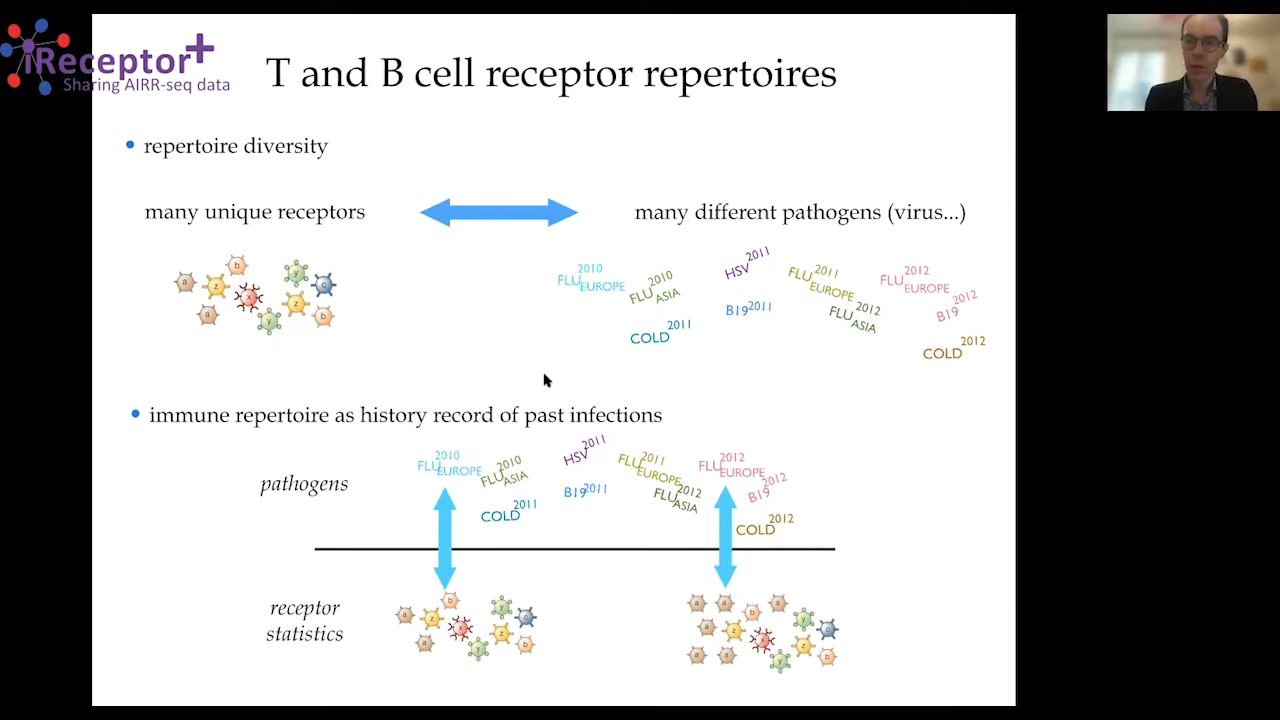 iReceptor+
Sharing AIRR-seq data
T and B cell receptor repertoires
• repertoire diversity
many unique receptors
many different pathogens (virus...)
a b z x y c a y z b
FLU 2010 EUROPE
FLU 2010 ASIA
COLD 2011
HSV 2011
B19 2011
FLU 2011 EUROPE
FLU 2012 ASIA
FLU 2012 EUROPE
B19 2012
COLD 2012
• immune repertoire as history record of past infections
pathogens
FLU 2010 EUROPE
FLU 2010 ASIA
COLD 2011
HSV 2011
B19 2011
FLU 2011 EUROPE
FLU 2012 ASIA
FLU 2012 EUROPE
B19 2012
COLD 2012
receptor
statistics
a b z x y c a y z b
a a b a y a z x c a a y z b